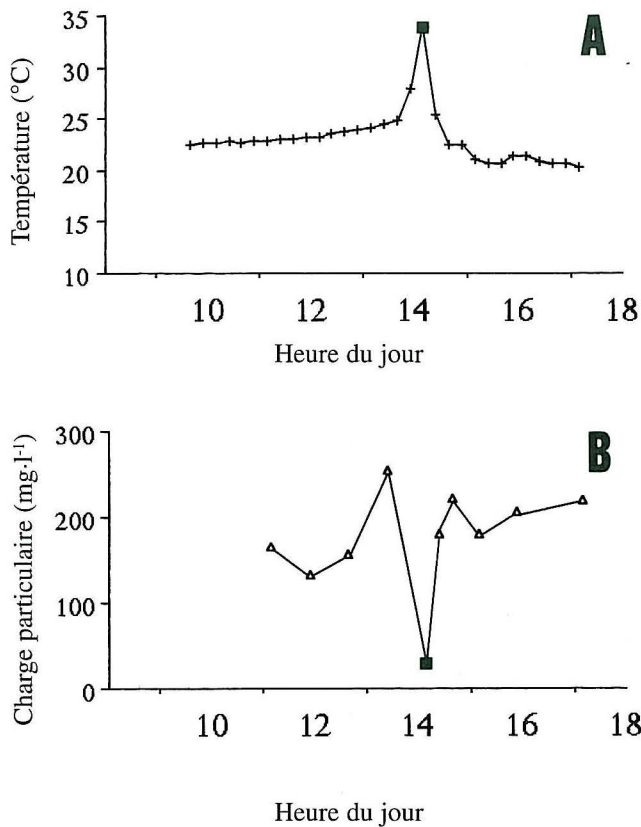 A
Température (°C)
35
30
25
20
15
10
10 12 14 16 18
Heure du jour
B
Charge particulaire (mg·l⁻¹)
300
200
100
0
10 12 14 16 18
Heure du jour